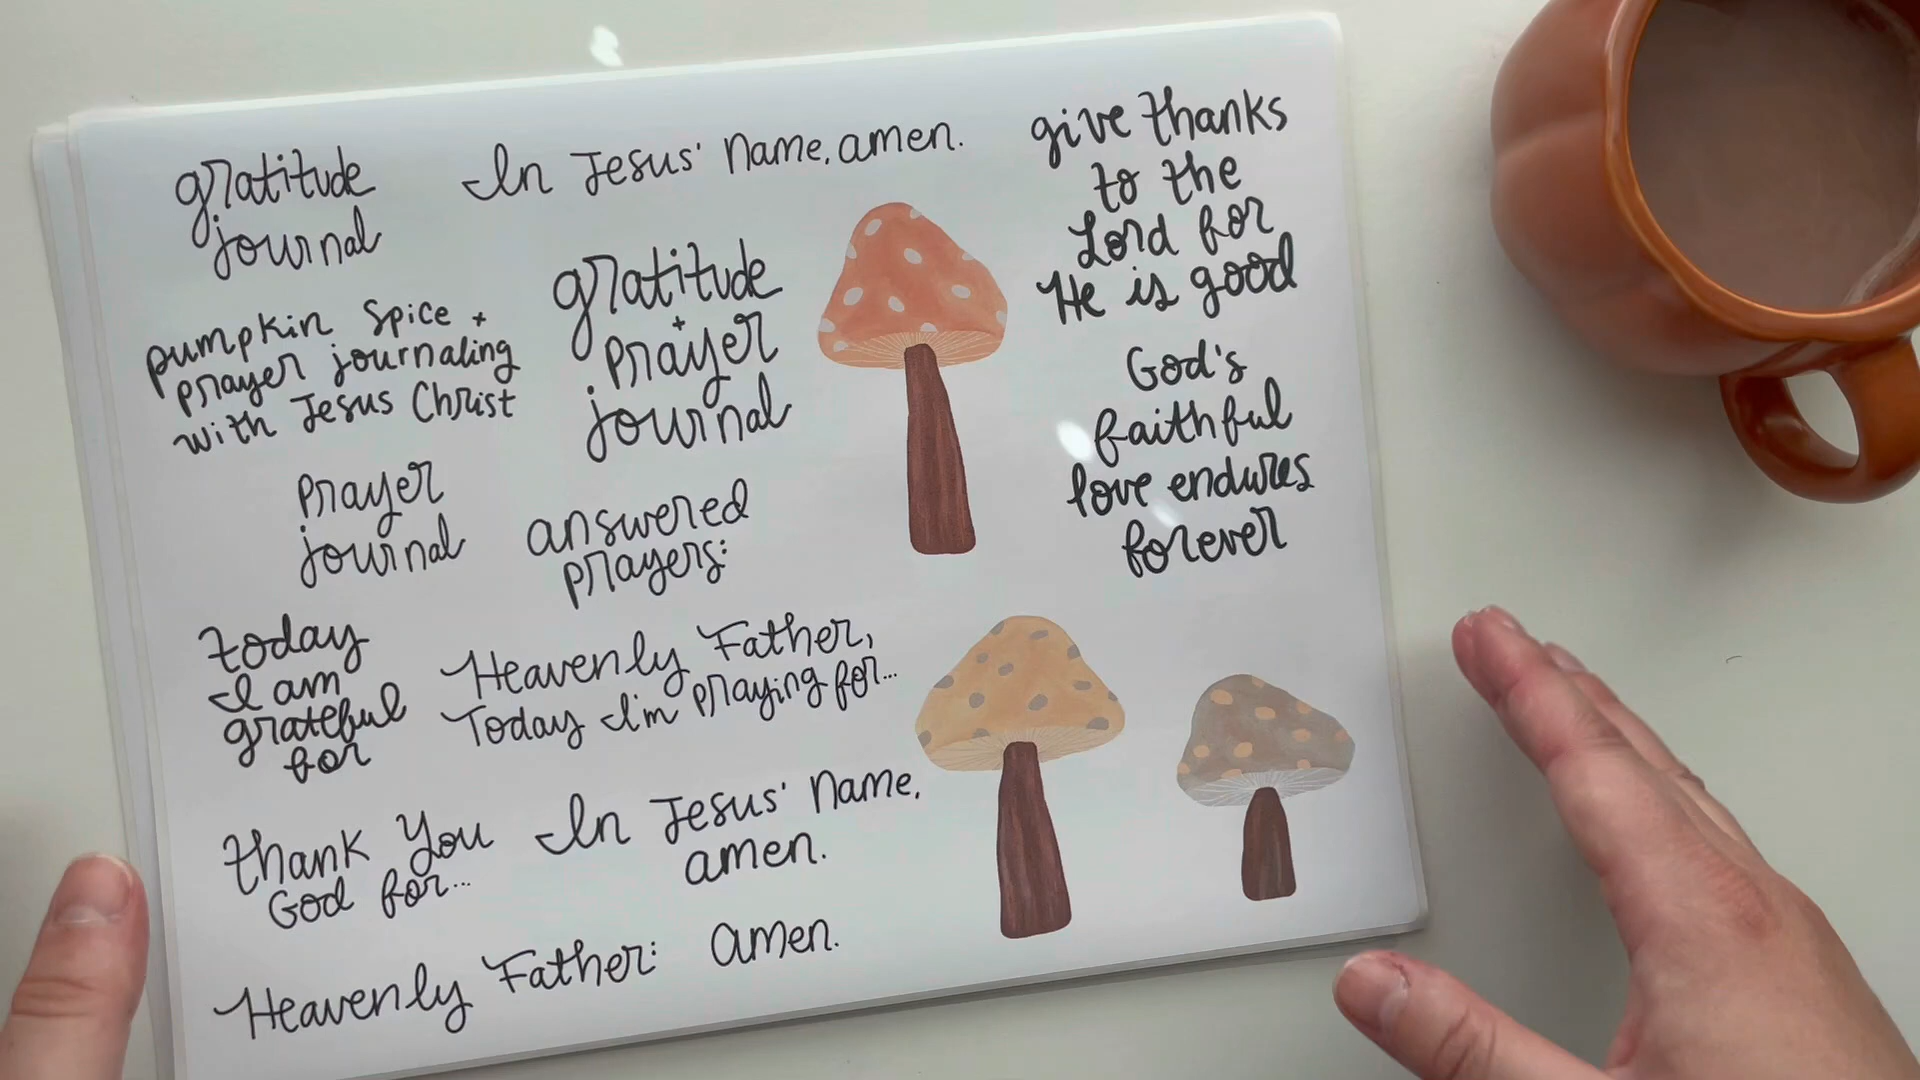 gratitude
journal
In Jesus' Name, amen.
give thanks
to the
Lord for
He is good
pumpkin spice +
prayer journaling
with Jesus Christ
gratitude
+
prayer
journal
God's
faithful
love endures
forever
prayer
journal
answered
prayers:
today
I am
grateful
for
Heavenly Father,
Today I'm praying for...
thank You
God for...
In Jesus' Name,
amen.
Heavenly Father:
amen.